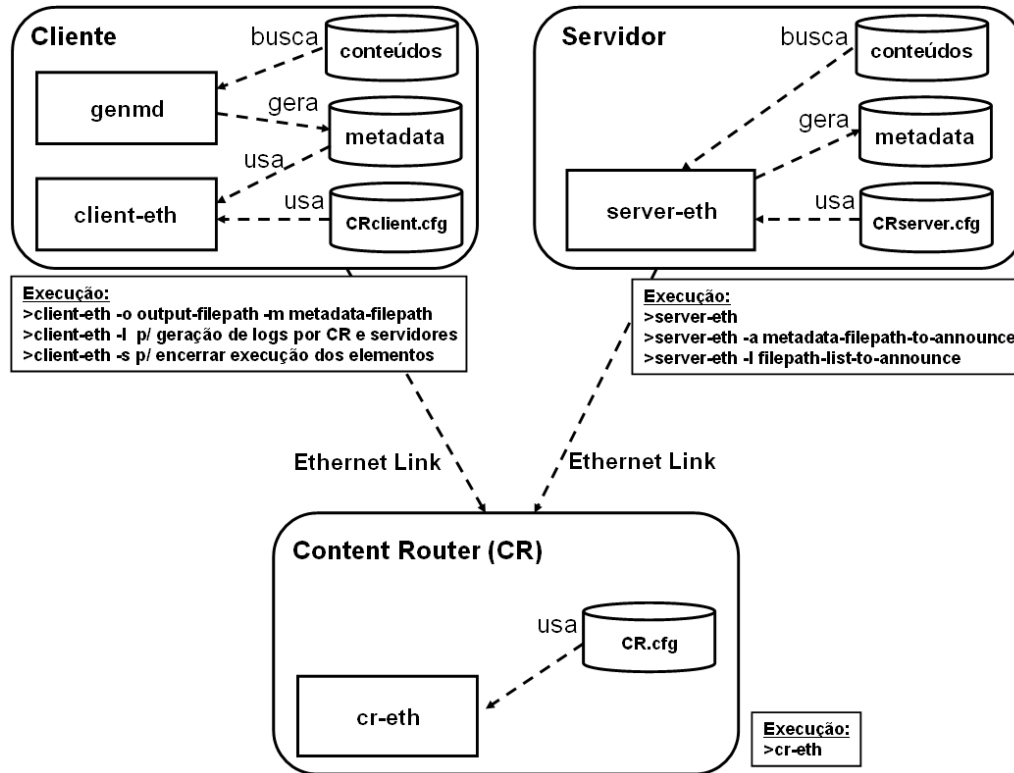 Cliente
busca
conteúdos
genmd
gera
metadata
usa
client-eth
usa
CRclient.cfg
Execução:
>client-eth -o output-filepath -m metadata-filepath
>client-eth -l p/ geração de logs por CR e servidores
>client-eth -s p/ encerrar execução dos elementos
Servidor
busca
conteúdos
gera
metadata
server-eth
usa
CRserver.cfg
Execução:
>server-eth
>server-eth -a metadata-filepath-to-announce
>server-eth -l filepath-list-to-announce
Ethernet Link
Ethernet Link
Content Router (CR)
usa
CR.cfg
cr-eth
Execução:
>cr-eth